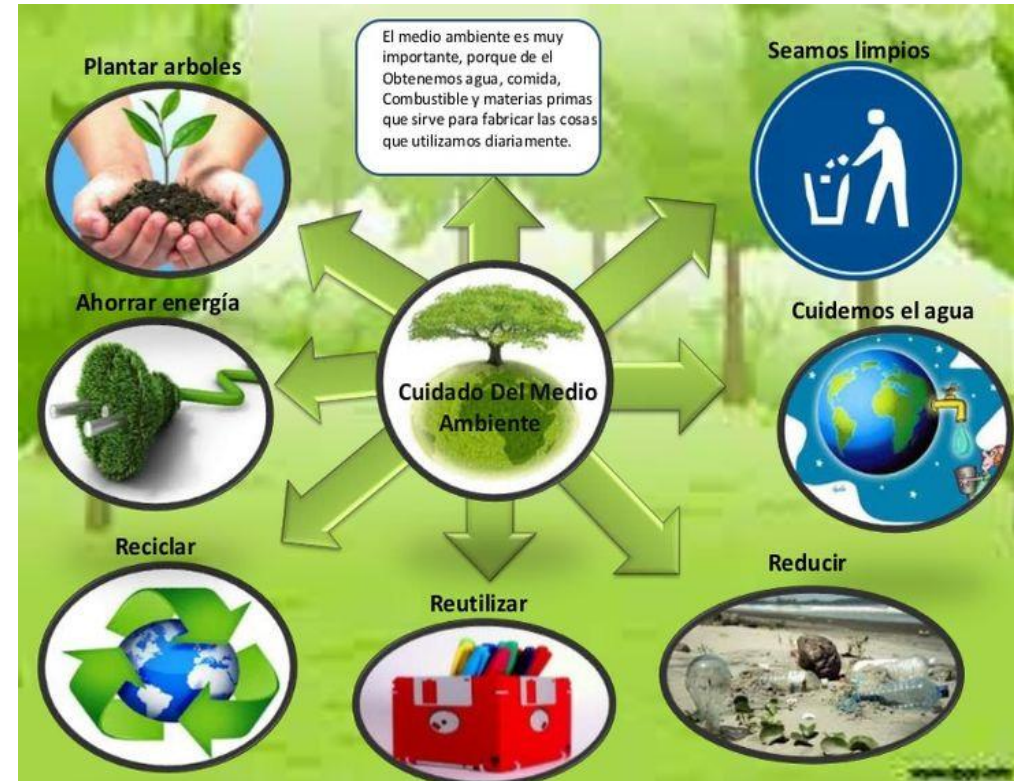 El medio ambiente es muy
importante, porque de el
Obtenemos agua, comida,
Combustible y materias primas
que sirve para fabricar las cosas
que utilizamos diariamente.
Plantar arboles
Seamos limpios
Ahorrar energía
Cuidemos el agua
Cuidado Del Medio
Ambiente
Reciclar
Reutilizar
Reducir